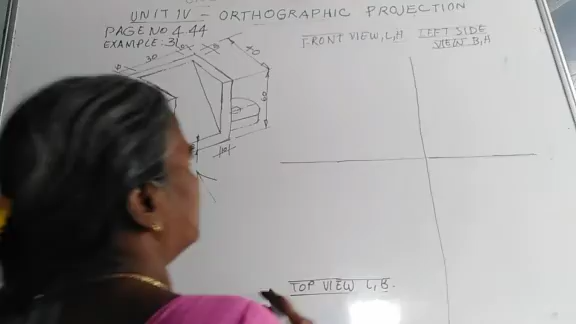 UNIT IV - ORTHOGRAPHIC PROJECTION
PAGE NO 4.44
EXAMPLE: 3
FRONT VIEW, L, H
LEFT SIDE
VIEW B, H
30
40
60
10
TOP VIEW L, B.